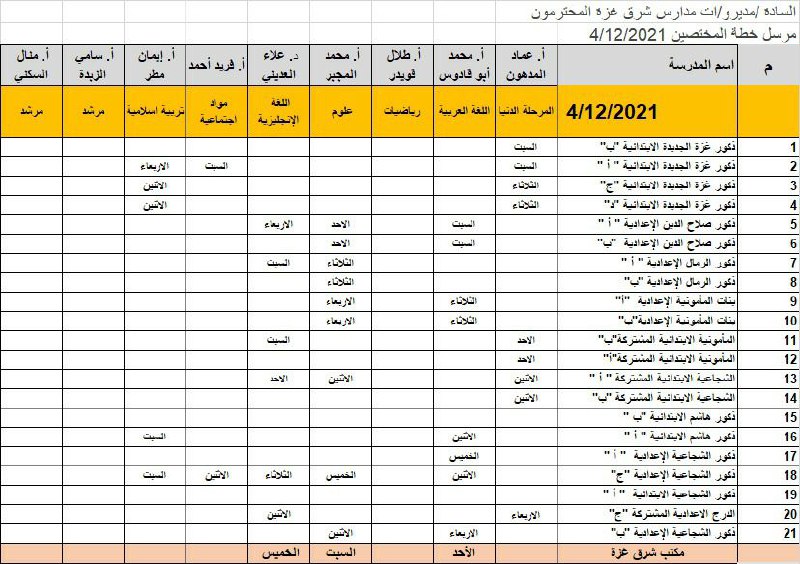 السادة /مديرو/ات مدارس شرق غزة المحترمون
مرسل خطة المختصين 4/12/2021
م اسم المدرسة أ. عماد المدهون أ. محمد أبو قادوس أ. طلال قويدر أ. محمد المجبر د. علاء العديني أ. فريد أحمد أ. إيمان مطر أ. سامي الزبدة أ. منال السكني
4/12/2021 المرحلة الدنيا اللغة العربية رياضيات علوم اللغة الإنجليزية مواد اجتماعية تربية اسلامية مرشد مرشد
1 ذكور غزة الجديدة الابتدائية "ب" السبت
2 ذكور غزة الجديدة الابتدائية " أ " السبت السبت الاربعاء
3 ذكور غزة الجديدة الابتدائية "ج" الثلاثاء الاثنين
4 ذكور غزة الجديدة الابتدائية "د" الثلاثاء الاثنين
5 ذكور صلاح الدين الإعدادية " أ " السبت الاحد الاربعاء
6 ذكور صلاح الدين الإعدادية "ب" السبت الاحد
7 ذكور الرمال الإعدادية " أ " الثلاثاء السبت
8 ذكور الرمال الإعدادية "ب" الثلاثاء
9 بنات المأمونية الإعدادية "أ" الثلاثاء الاربعاء
10 بنات المأمونية الإعدادية"ب" الثلاثاء الاربعاء
11 المأمونية الابتدائية المشتركة"ب" الاحد السبت
12 المأمونية الابتدائية المشتركة"أ" الاحد
13 الشجاعية الابتدائية المشتركة " أ " الاثنين الاثنين الاحد
14 الشجاعية الابتدائية المشتركة "ب" الاثنين
15 ذكور هاشم الابتدائية "ب "
16 ذكور هاشم الابتدائية " أ " الاثنين السبت
17 ذكور الشجاعية الإعدادية " أ " الخميس
18 ذكور الشجاعية الإعدادية "ج" الاثنين الخميس الثلاثاء الاثنين السبت
19 ذكور الشجاعية الابتدائية " أ "
20 الدرج الاعدادية المشتركة "ج" الاربعاء الاثنين
21 ذكور الشجاعية الإعدادية "ب" الاربعاء الاثنين
مكتب شرق غزة الأحد السبت الخميس